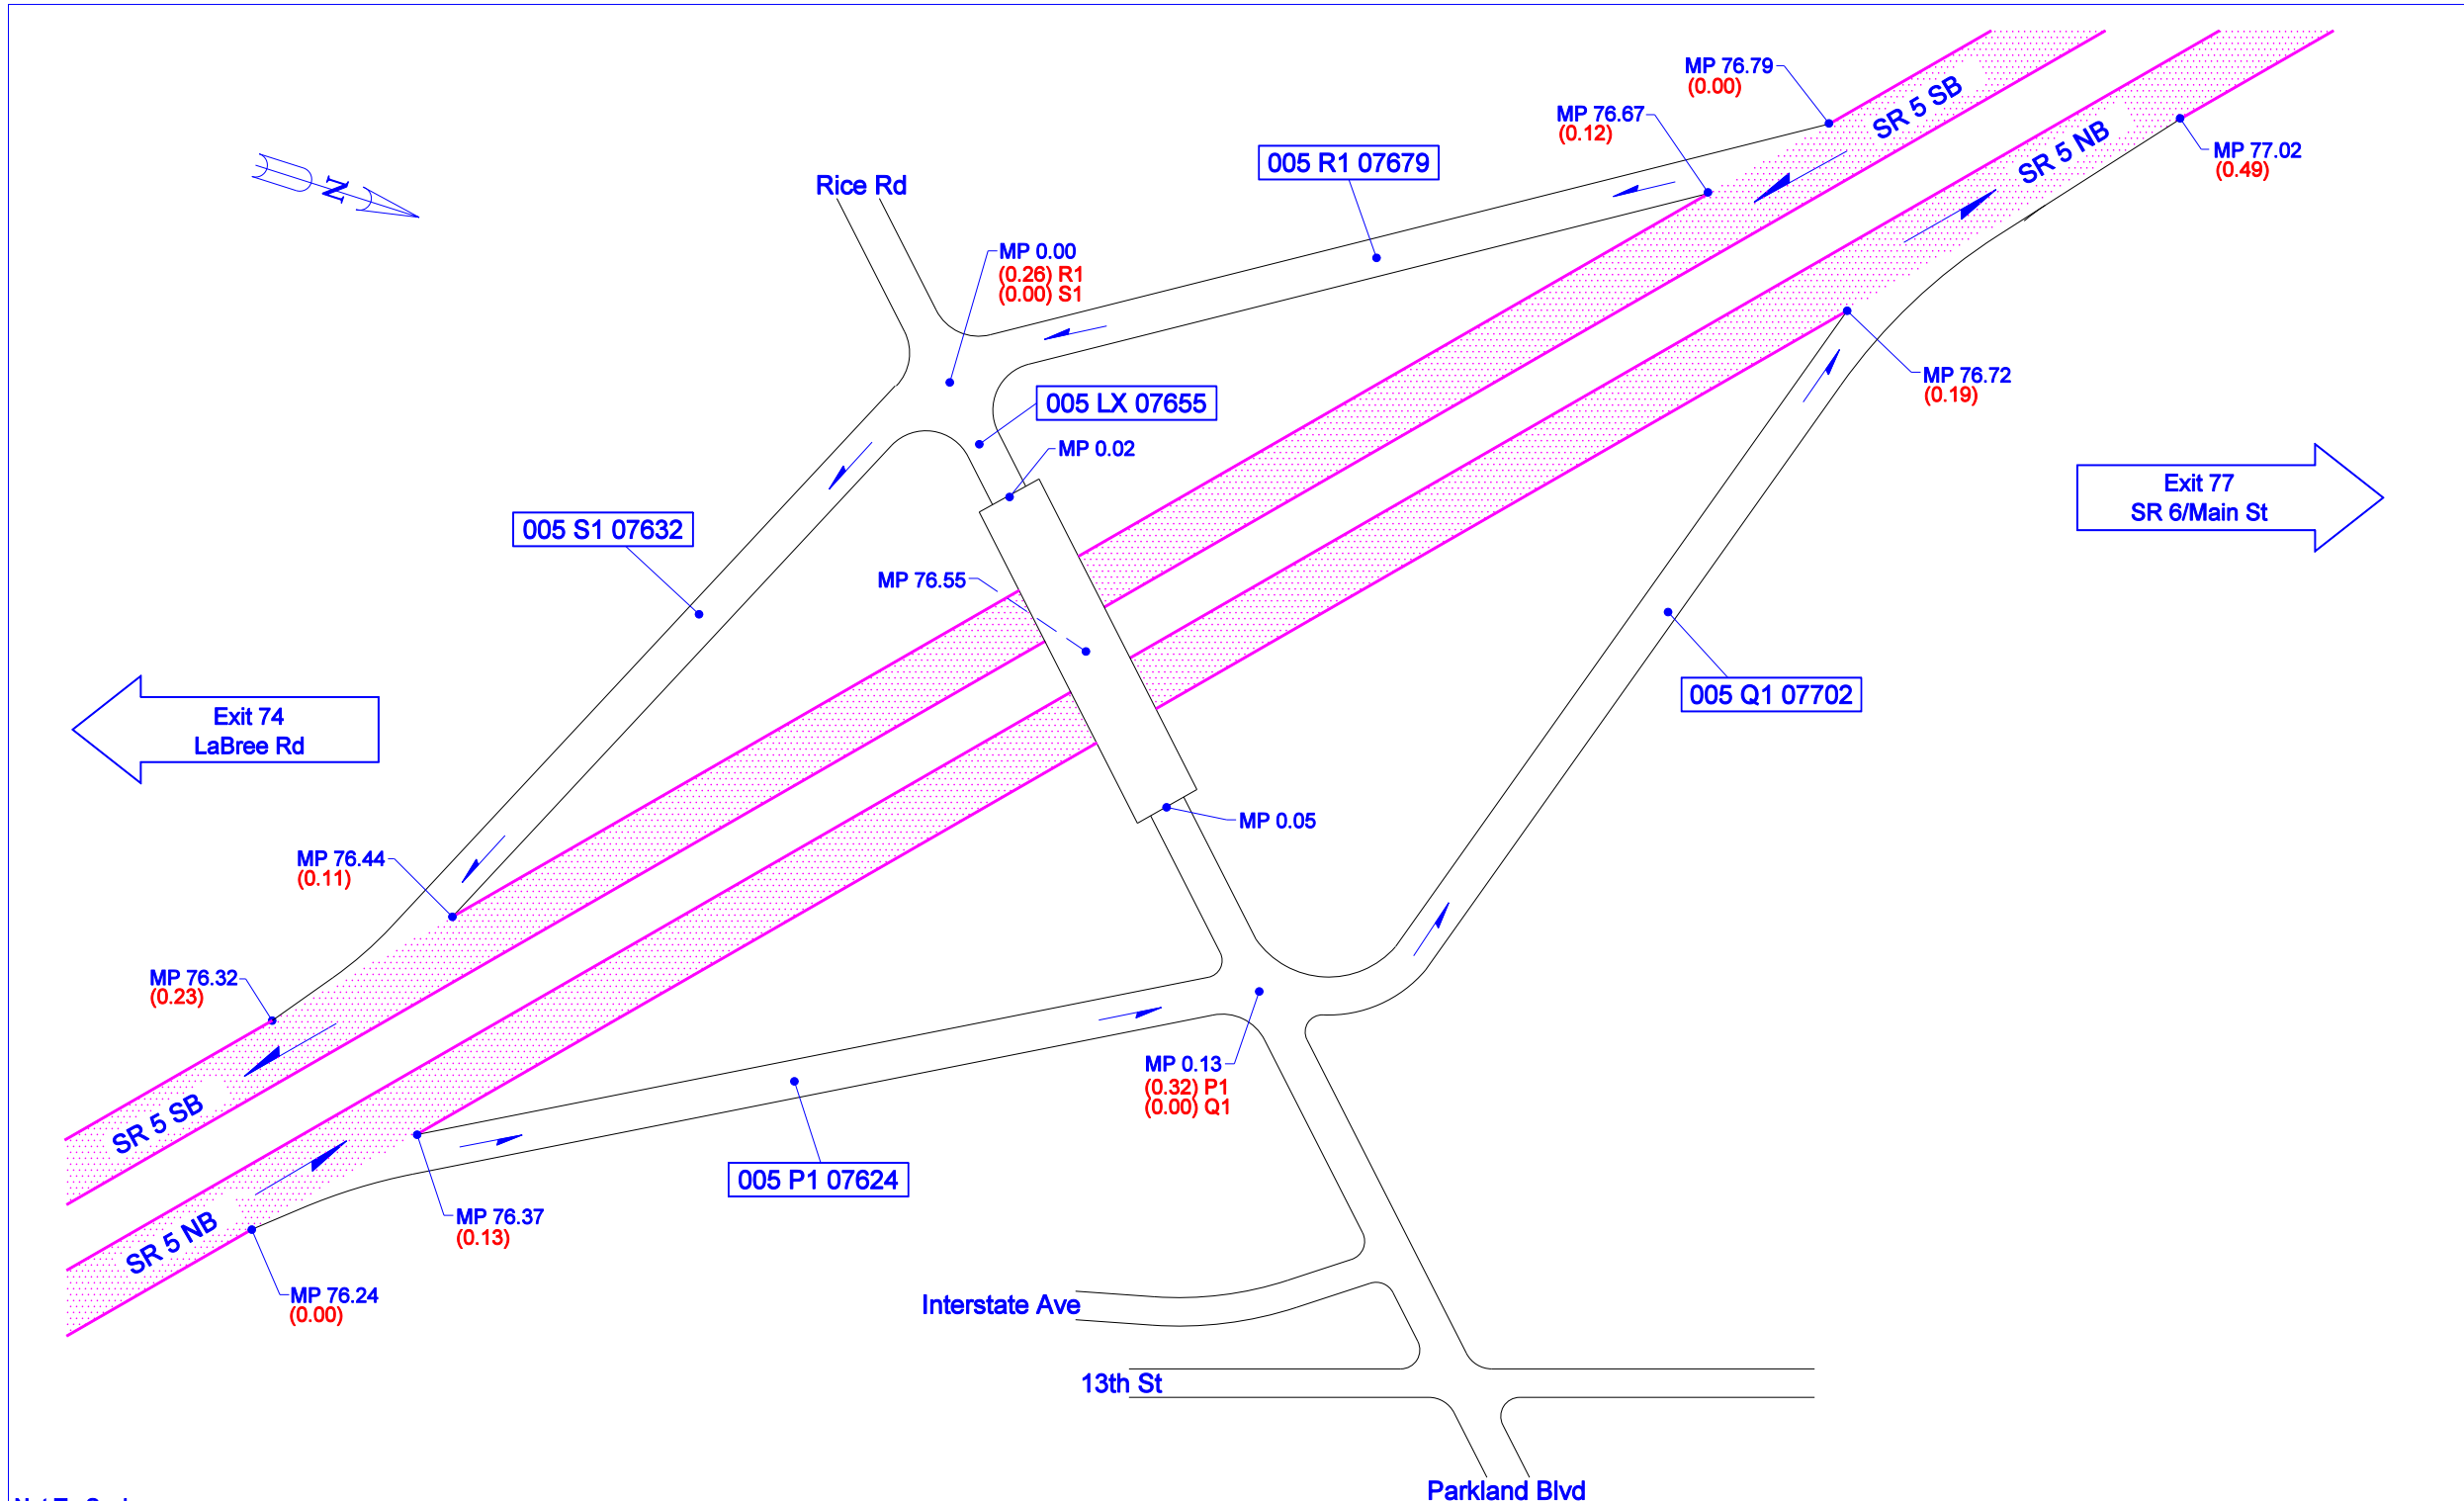 MP 76.79
(0.00)
SR 5 SB
MP 76.67
(0.12)
SR 5 NB
MP 77.02
(0.49)
005 R1 07679
N
Rice Rd
MP 0.00
(0.26) R1
(0.00) S1
MP 76.72
(0.19)
005 LX 07655
MP 0.02
Exit 77
SR 6/Main St
005 S1 07632
MP 76.55
005 Q1 07702
Exit 74
LaBree Rd
MP 0.05
MP 76.44
(0.11)
MP 76.32
(0.23)
MP 0.13
(0.32) P1
(0.00) Q1
SR 5 SB
005 P1 07624
MP 76.37
(0.13)
SR 5 NB
MP 76.24
(0.00)
Interstate Ave
13th St
Parkland Blvd